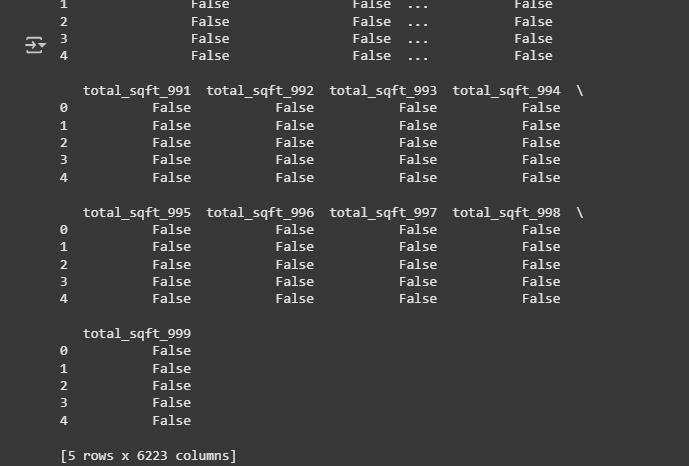 1 False False ... False
2 False False ... False
3 False False ... False
4 False False ... False
total_sqft_991 total_sqft_992 total_sqft_993 total_sqft_994 \
0 False False False False
1 False False False False
2 False False False False
3 False False False False
4 False False False False
total_sqft_995 total_sqft_996 total_sqft_997 total_sqft_998 \
0 False False False False
1 False False False False
2 False False False False
3 False False False False
4 False False False False
total_sqft_999
0 False
1 False
2 False
3 False
4 False
[5 rows x 6223 columns]